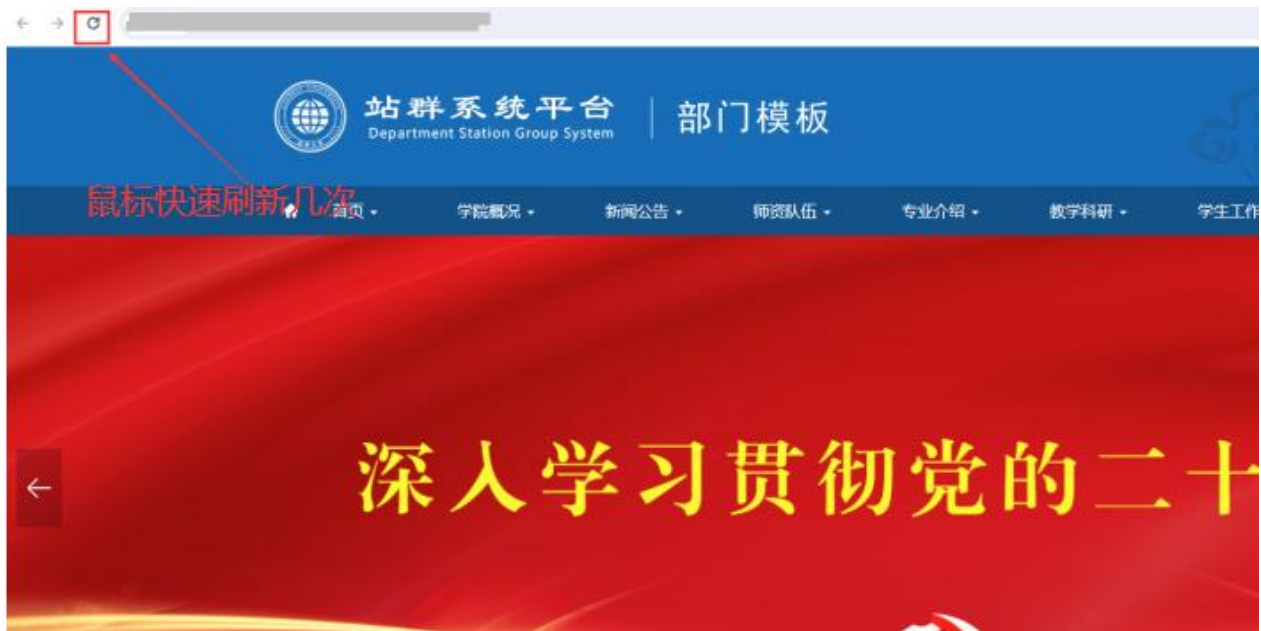 站群系统平台
Department Station Group System
部门模板
鼠标快速刷新几次
首页
学院概况
新闻公告
师资队伍
专业介绍
教学科研
学生工作
深入学习贯彻党的二十